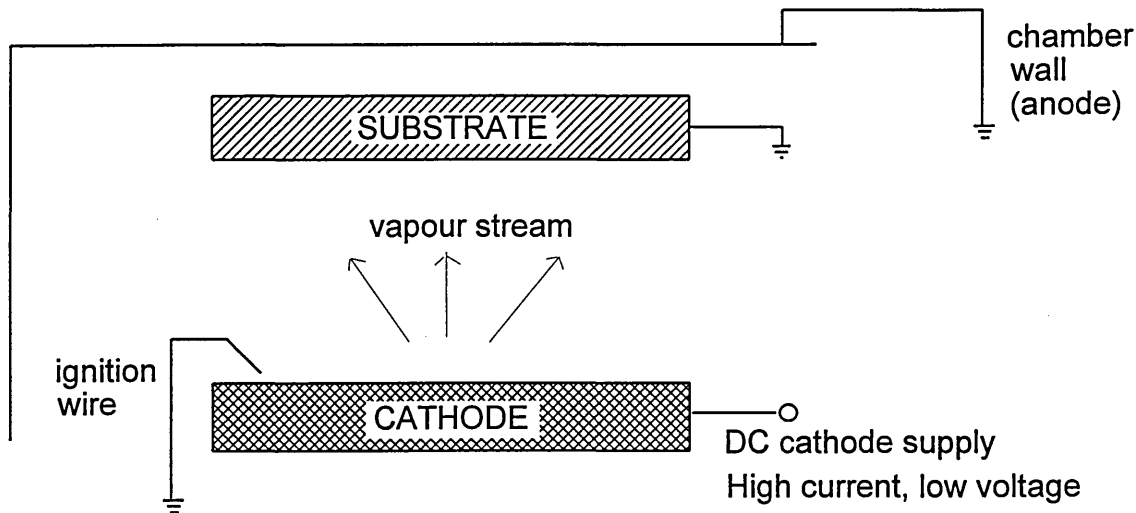 chamber
wall
(anode)
SUBSTRATE
vapour stream
ignition
wire
CATHODE
DC cathode supply
High current, low voltage